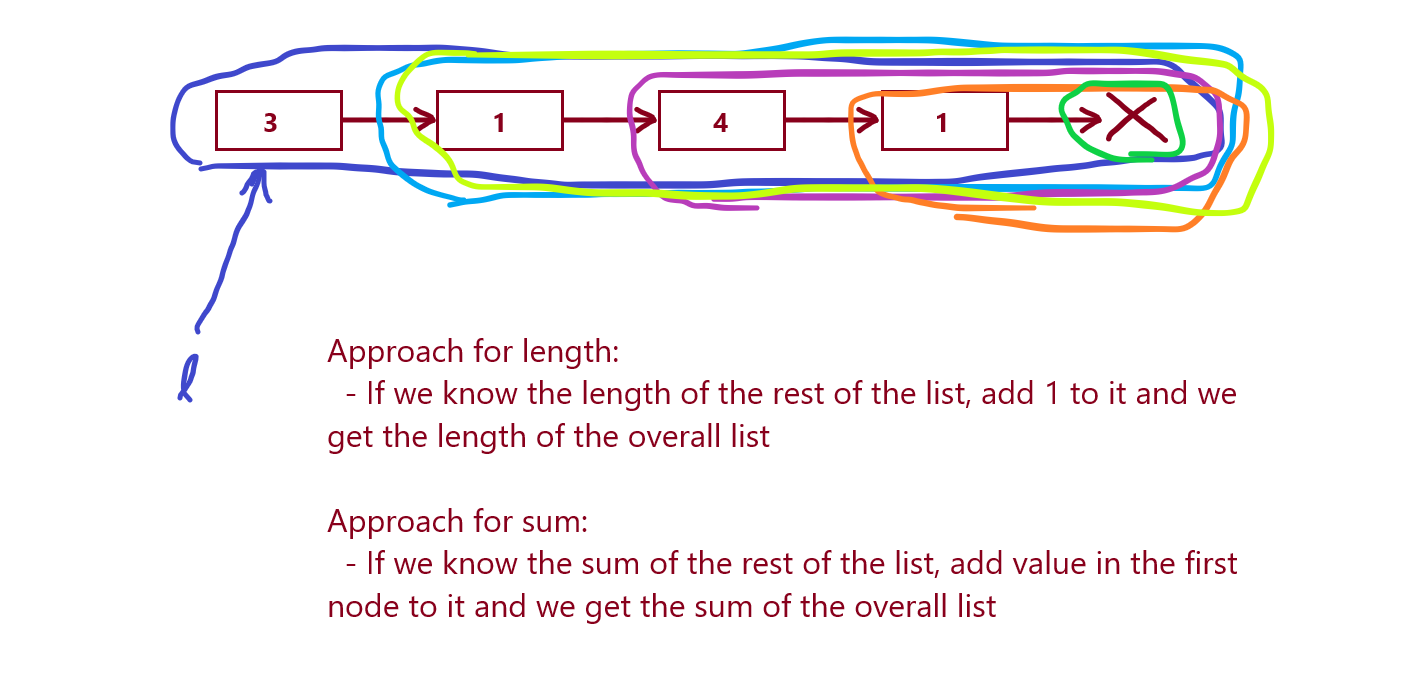 3 1 4 1
l
Approach for length:
- If we know the length of the rest of the list, add 1 to it and we
get the length of the overall list
Approach for sum:
- If we know the sum of the rest of the list, add value in the first
node to it and we get the sum of the overall list